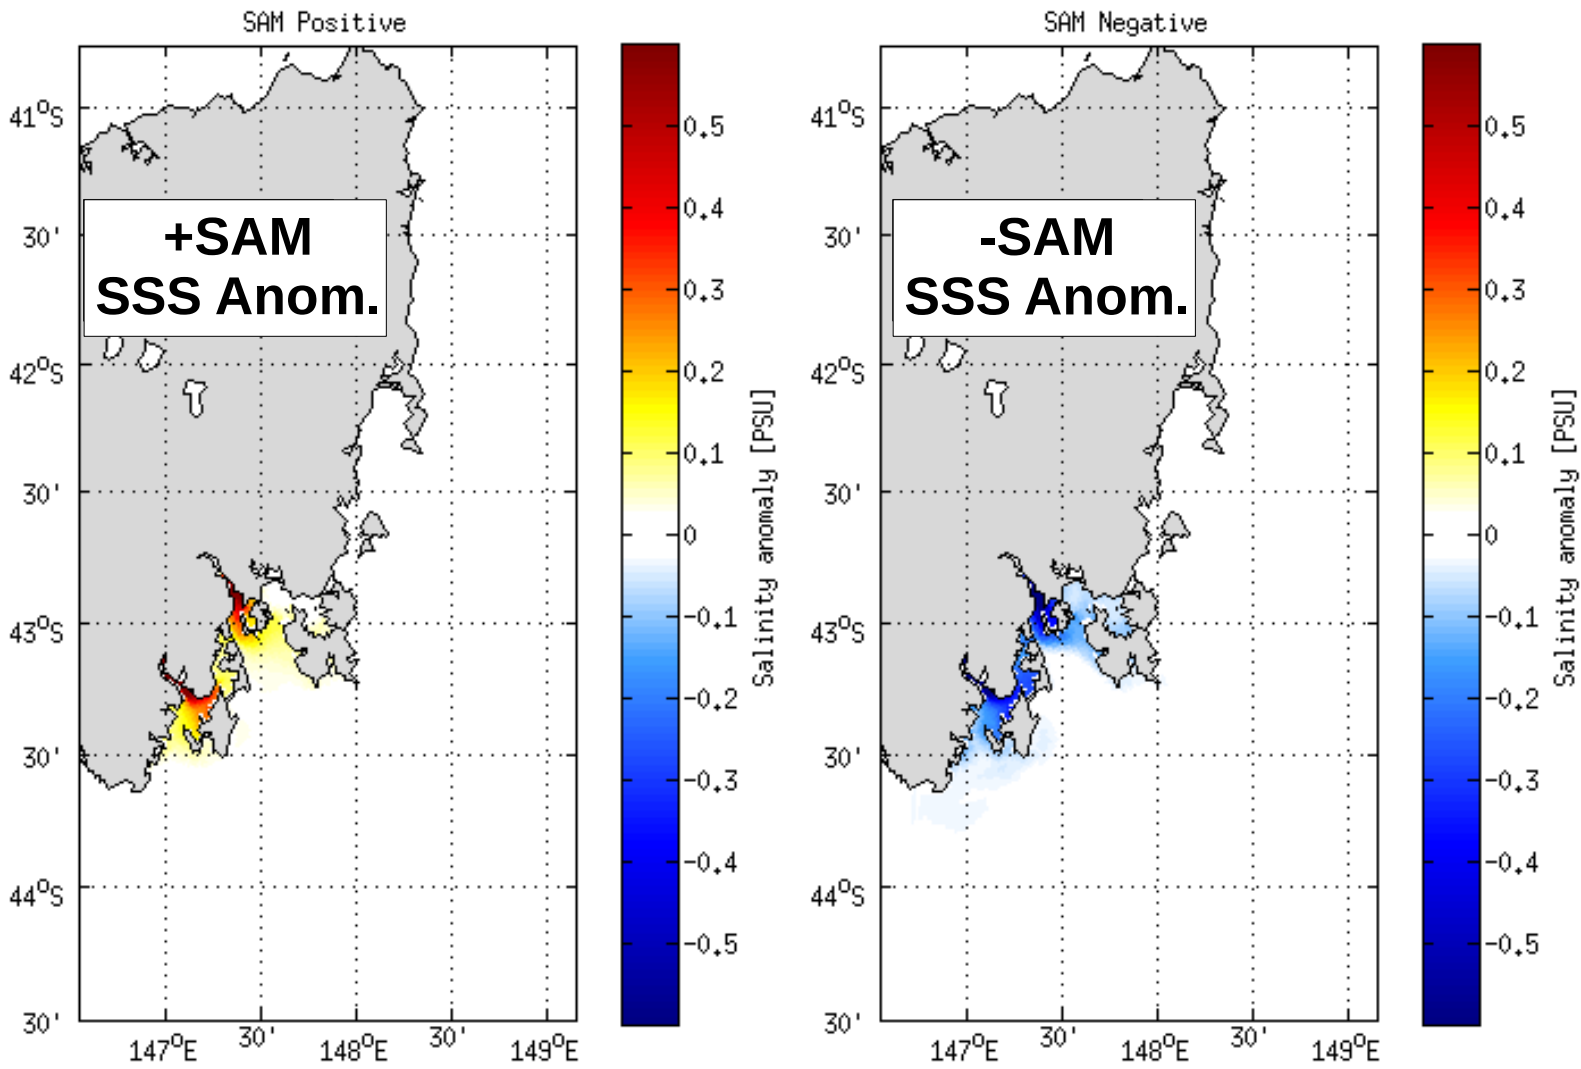 SAM Positive
SAM Negative
41°S
30'
42°S
30'
43°S
30'
44°S
30'
147°E
30'
148°E
30'
149°E
+SAM
SSS Anom.
0.5
0.4
0.3
0.2
0.1
0
-0.1
-0.2
-0.3
-0.4
-0.5
Salinity anomaly [PSU]
41°S
30'
42°S
30'
43°S
30'
44°S
30'
147°E
30'
148°E
30'
149°E
-SAM
SSS Anom.
0.5
0.4
0.3
0.2
0.1
0
-0.1
-0.2
-0.3
-0.4
-0.5
Salinity anomaly [PSU]